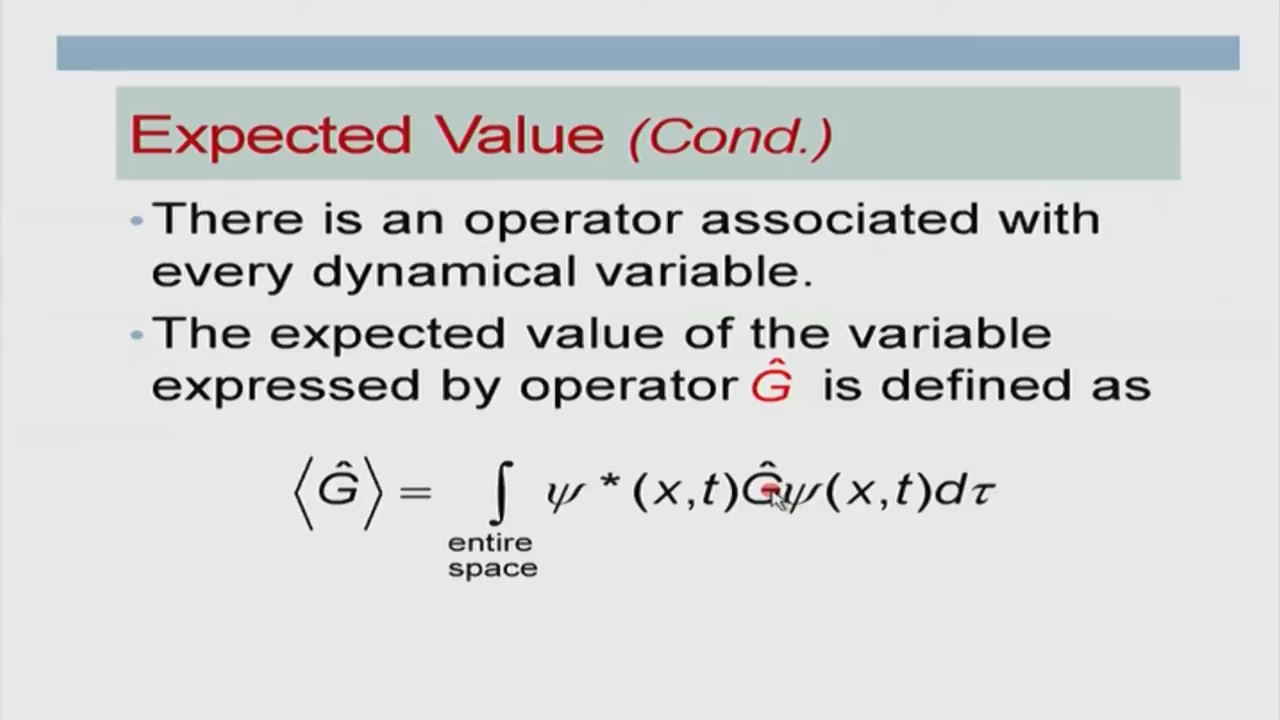 Expected Value (Cond.)
• There is an operator associated with
every dynamical variable.
• The expected value of the variable
expressed by operator Ĝ is defined as
⟨Ĝ⟩ = ∫ ψ*(x,t)Ĝψ(x,t)dτ
entire
space